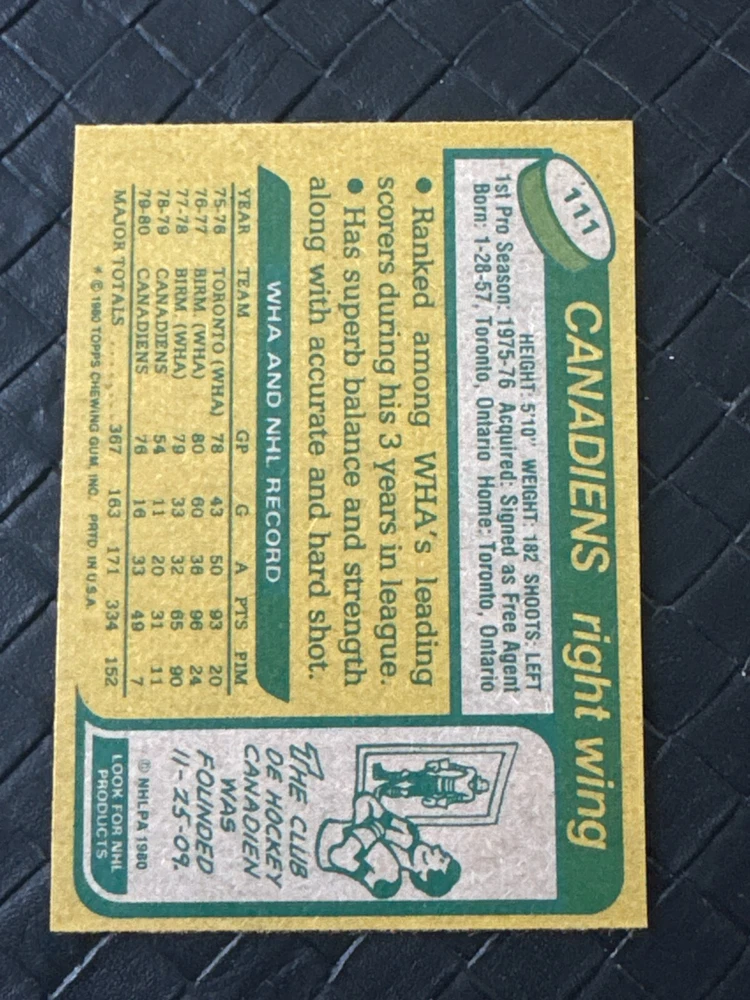 111
CANADIENS right wing
HEIGHT: 5'10" WEIGHT: 182 SHOOTS: LEFT
1st Pro Season: 1975-76 Acquired: Signed as Free Agent
Born: 1-28-57, Toronto, Ontario Home: Toronto, Ontario
• Ranked among WHA's leading
scorers during his 3 years in league.
• Has superb balance and strength
along with accurate and hard shot.
WHA AND NHL RECORD
YEAR TEAM GP G A PTS PIM
75-76 TORONTO (WHA) 78 43 50 93 20
76-77 BIRM. (WHA) 80 60 36 96 24
77-78 BIRM. (WHA) 79 33 32 65 90
78-79 CANADIENS 54 11 20 31 11
79-80 CANADIENS 76 16 33 49 7
MAJOR TOTALS ....... 367 163 171 334 152
* © 1980 TOPPS CHEWING GUM, INC. PRTD. IN U.S.A.
THE CLUB
DE HOCKEY
CANADIEN
WAS
FOUNDED
11-25-09.
© NHLPA 1980
LOOK FOR NHL
PRODUCTS